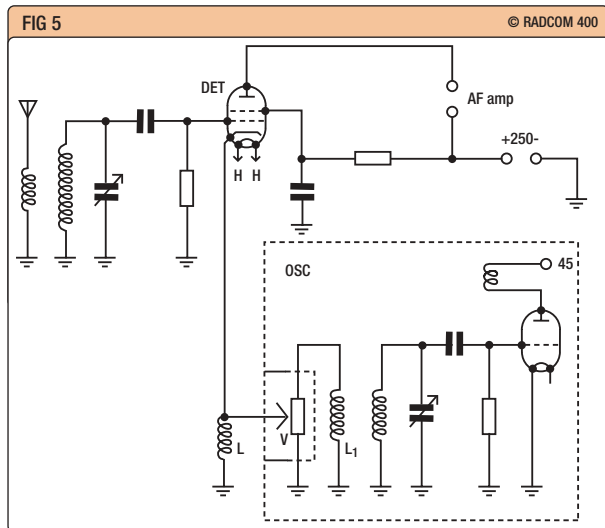 FIG 5
© RADCOM 400
DET
AF amp
+250-
H H
OSC
45
V
L
L1